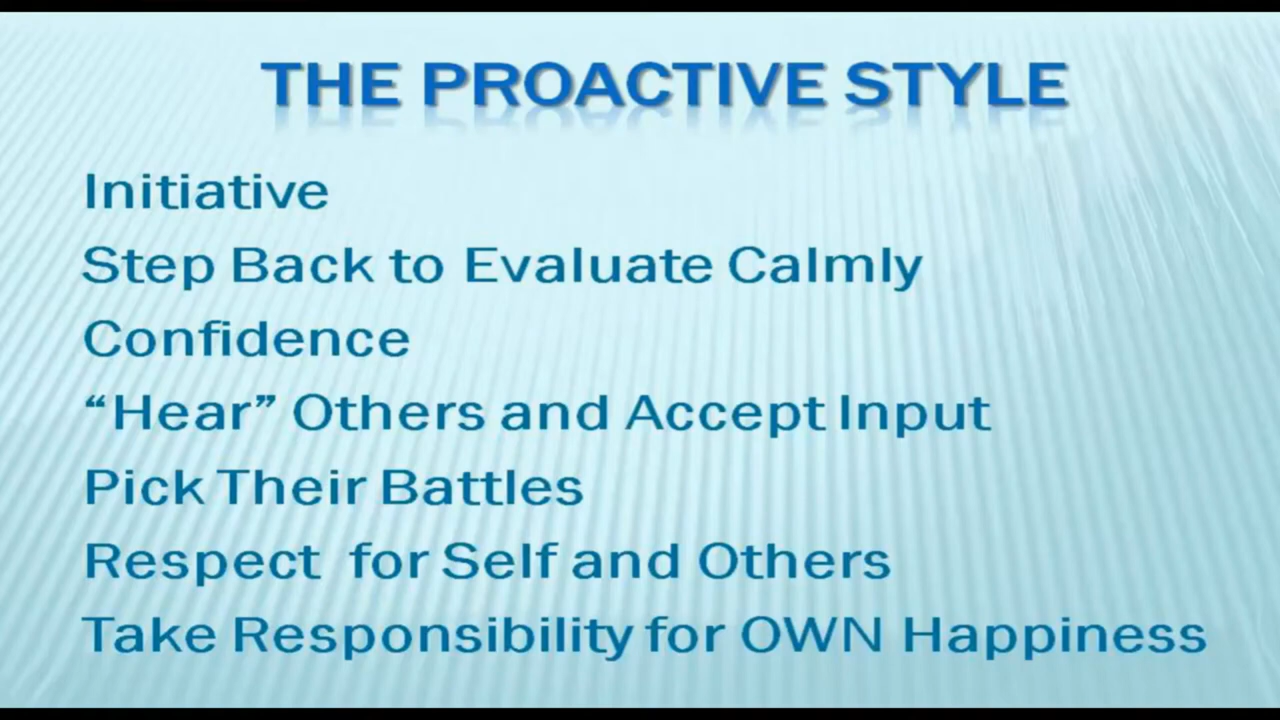 THE PROACTIVE STYLE
Initiative
Step Back to Evaluate Calmly
Confidence
“Hear” Others and Accept Input
Pick Their Battles
Respect for Self and Others
Take Responsibility for OWN Happiness